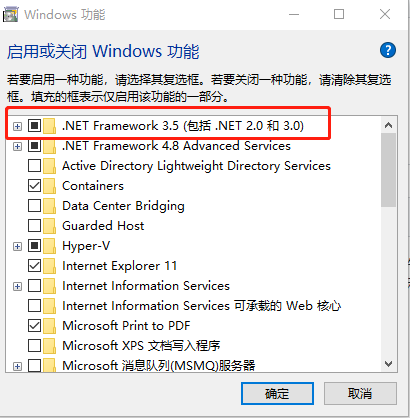 Windows 功能
启用或关闭 Windows 功能
若要启用一种功能，请选择其复选框。若要关闭一种功能，请清除其复选
框。填充的框表示仅启用该功能的一部分。
.NET Framework 3.5 (包括 .NET 2.0 和 3.0)
.NET Framework 4.8 Advanced Services
Active Directory Lightweight Directory Services
Containers
Data Center Bridging
Guarded Host
Hyper-V
Internet Explorer 11
Internet Information Services
Internet Information Services 可承载的 Web 核心
Microsoft Print to PDF
Microsoft XPS 文档写入程序
Microsoft 消息队列(MSMQ)服务器
确定
取消